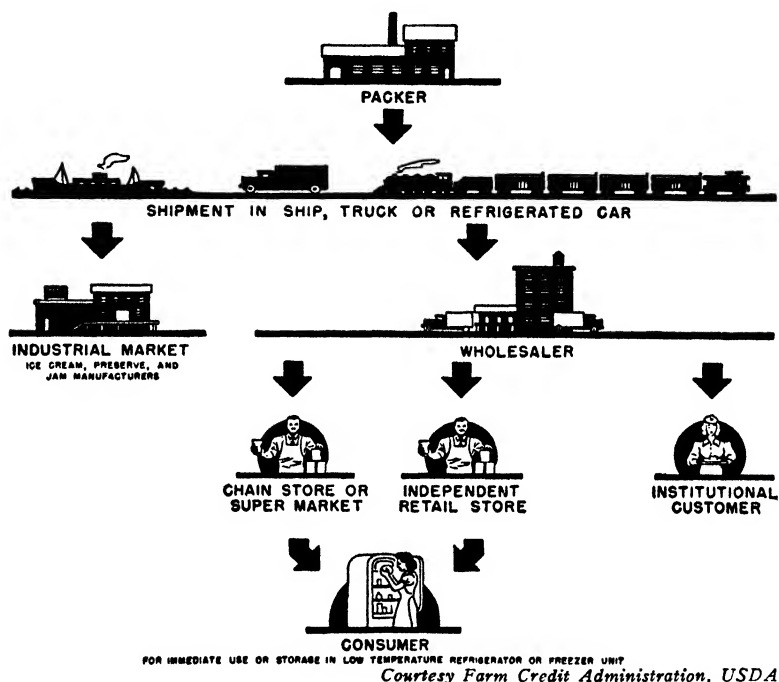 PACKER
SHIPMENT IN SHIP, TRUCK OR REFRIGERATED CAR
INDUSTRIAL MARKET
ICE CREAM, PRESERVE, AND
JAM MANUFACTURERS
WHOLESALER
CHAIN STORE OR
SUPER MARKET
INDEPENDENT
RETAIL STORE
INSTITUTIONAL
CUSTOMER
CONSUMER
FOR IMMEDIATE USE OR STORAGE IN LOW TEMPERATURE REFRIGERATOR OR FREEZER UNIT
Courtesy Farm Credit Administration, USDA